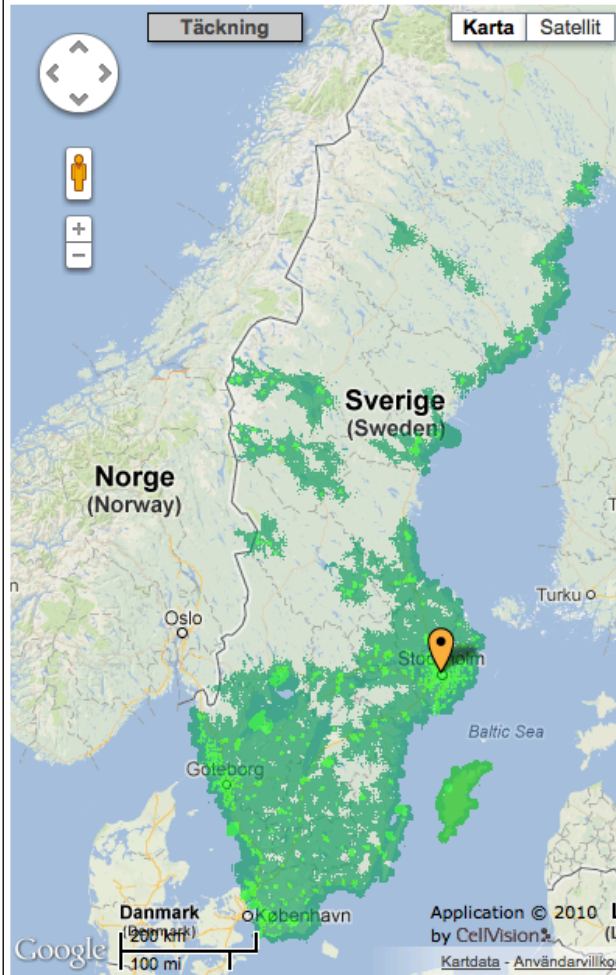 Täckning
Karta
Satellit
+
−
Sverige
(Sweden)
Norge
(Norway)
n
T
Turku
Oslo
Stockholm
Baltic Sea
Göteborg
Danmark
(Denmark)
København
Application © 2010
by CellVision
L
(L
200 km
100 mi
Google
Kartdata - Användarvillko